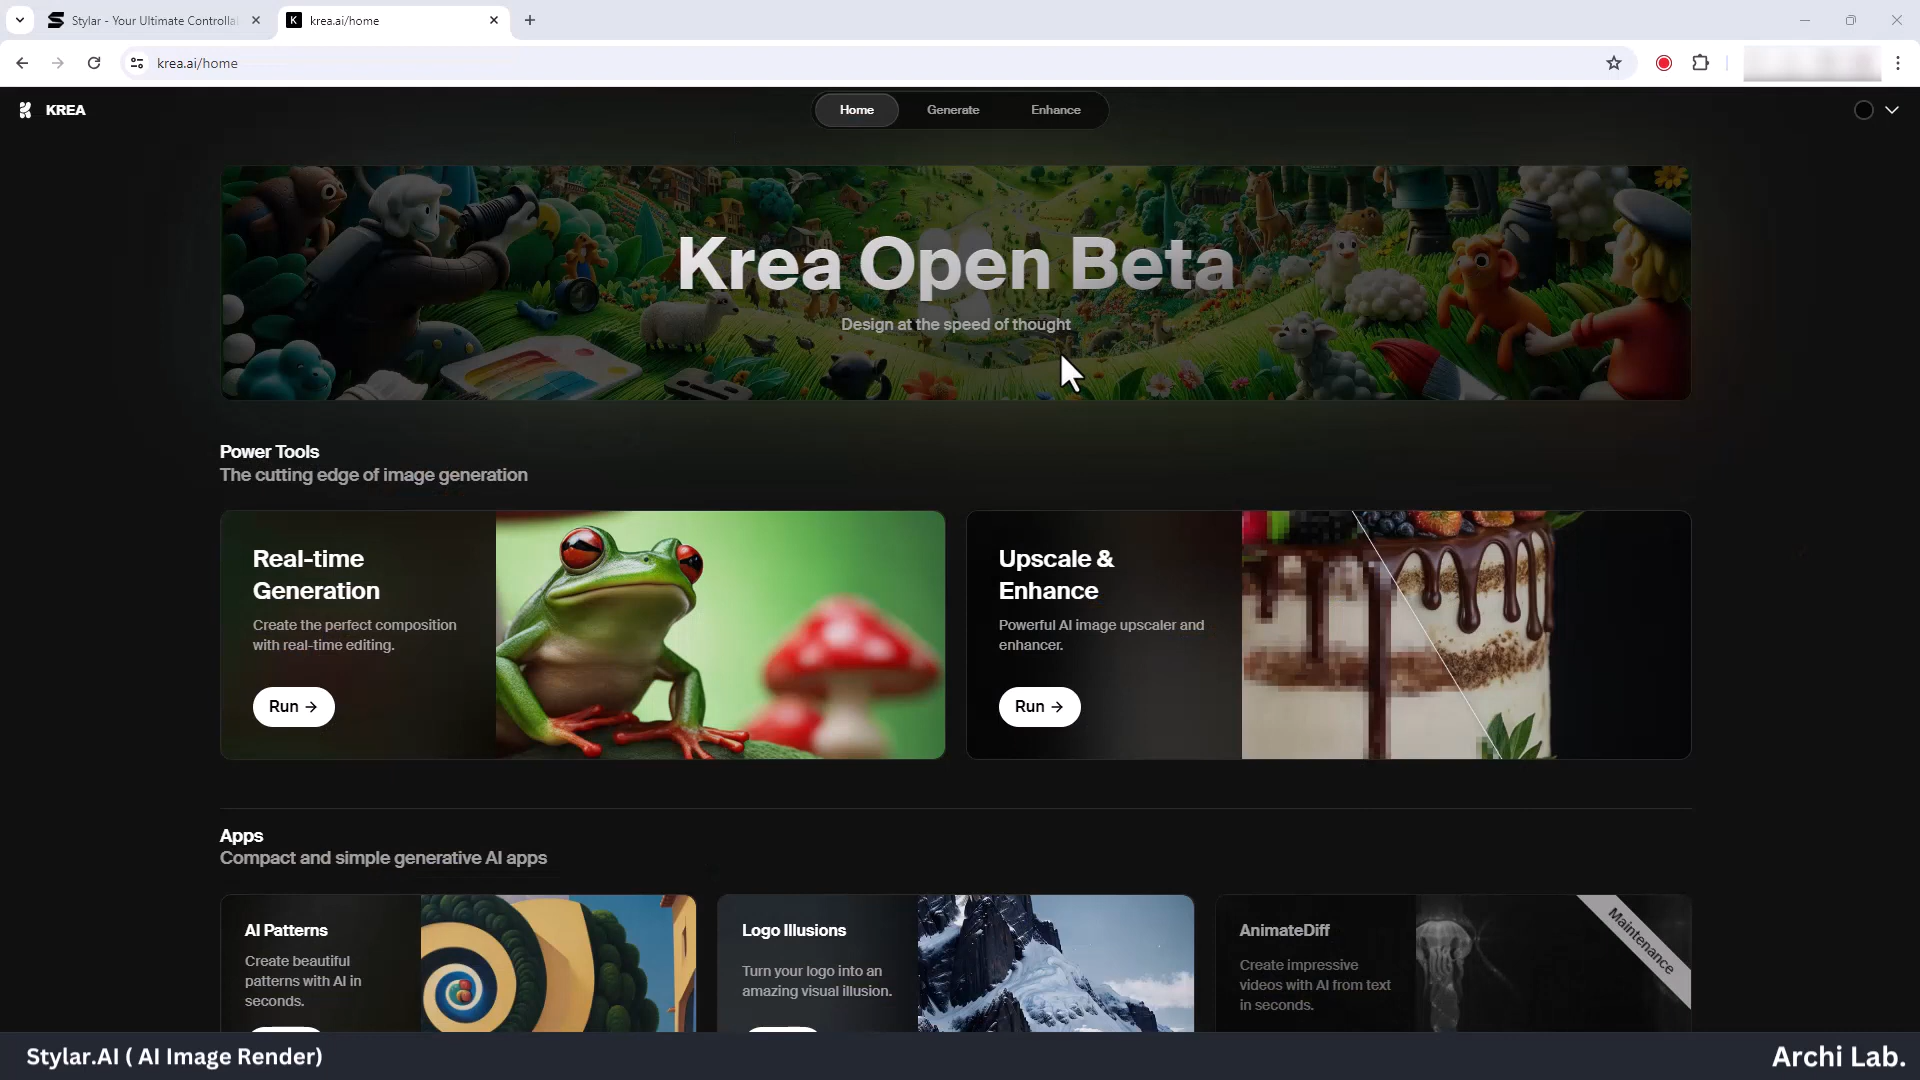 Stylar - Your Ultimate Controlla
krea.ai/home
krea.ai/home
KREA
Home
Generate
Enhance
Krea Open Beta
Design at the speed of thought
Power Tools
The cutting edge of image generation
Real-time
Generation
Create the perfect composition
with real-time editing.
Run →
Upscale &
Enhance
Powerful AI image upscaler and
enhancer.
Run →
Apps
Compact and simple generative AI apps
AI Patterns
Create beautiful
patterns with AI in
seconds.
Logo Illusions
Turn your logo into an
amazing visual illusion.
AnimateDiff
Create impressive
videos with AI from text
in seconds.
Maintenance
Stylar.AI ( AI Image Render)
Archi Lab.